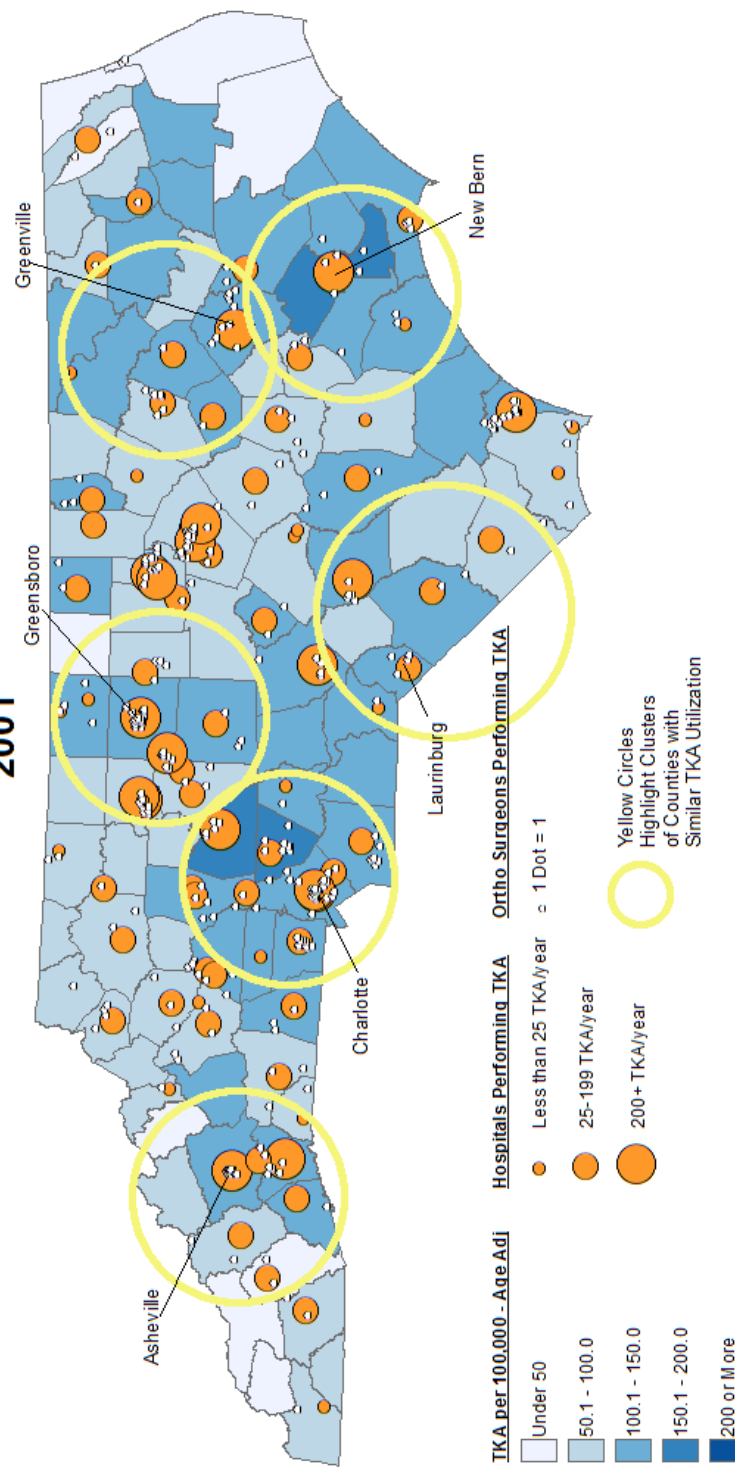 2001
Asheville
Charlotte
Greensboro
Laurinburg
Greenville
New Bern
TKA per 100,000 - Age Adj
Under 50
50.1 - 100.0
100.1 - 150.0
150.1 - 200.0
200 or More
Hospitals Performing TKA
Less than 25 TKA/year
25-199 TKA/year
200+ TKA/year
Ortho Surgeons Performing TKA
1 Dot = 1
Yellow Circles
Highlight Clusters
of Counties with
Similar TKA Utilization